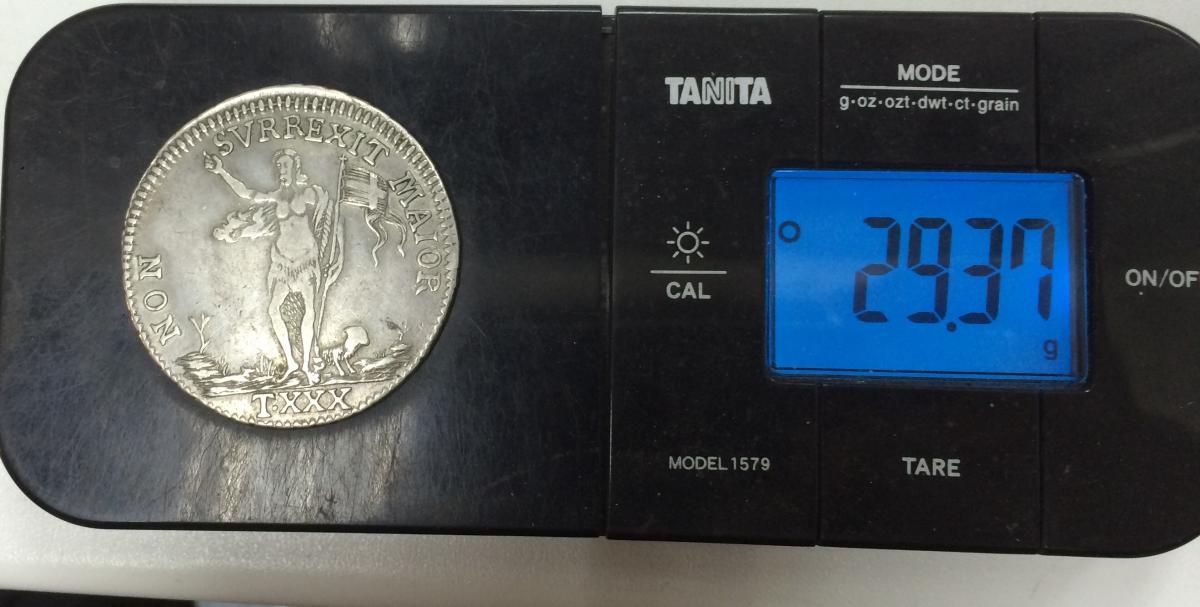 NON SVRREXIT MAIOR
T·XXX
TANITA
MODE
g·oz·ozt·dwt·ct·grain
CAL
29.37
g
ON/OF
MODEL 1579
TARE